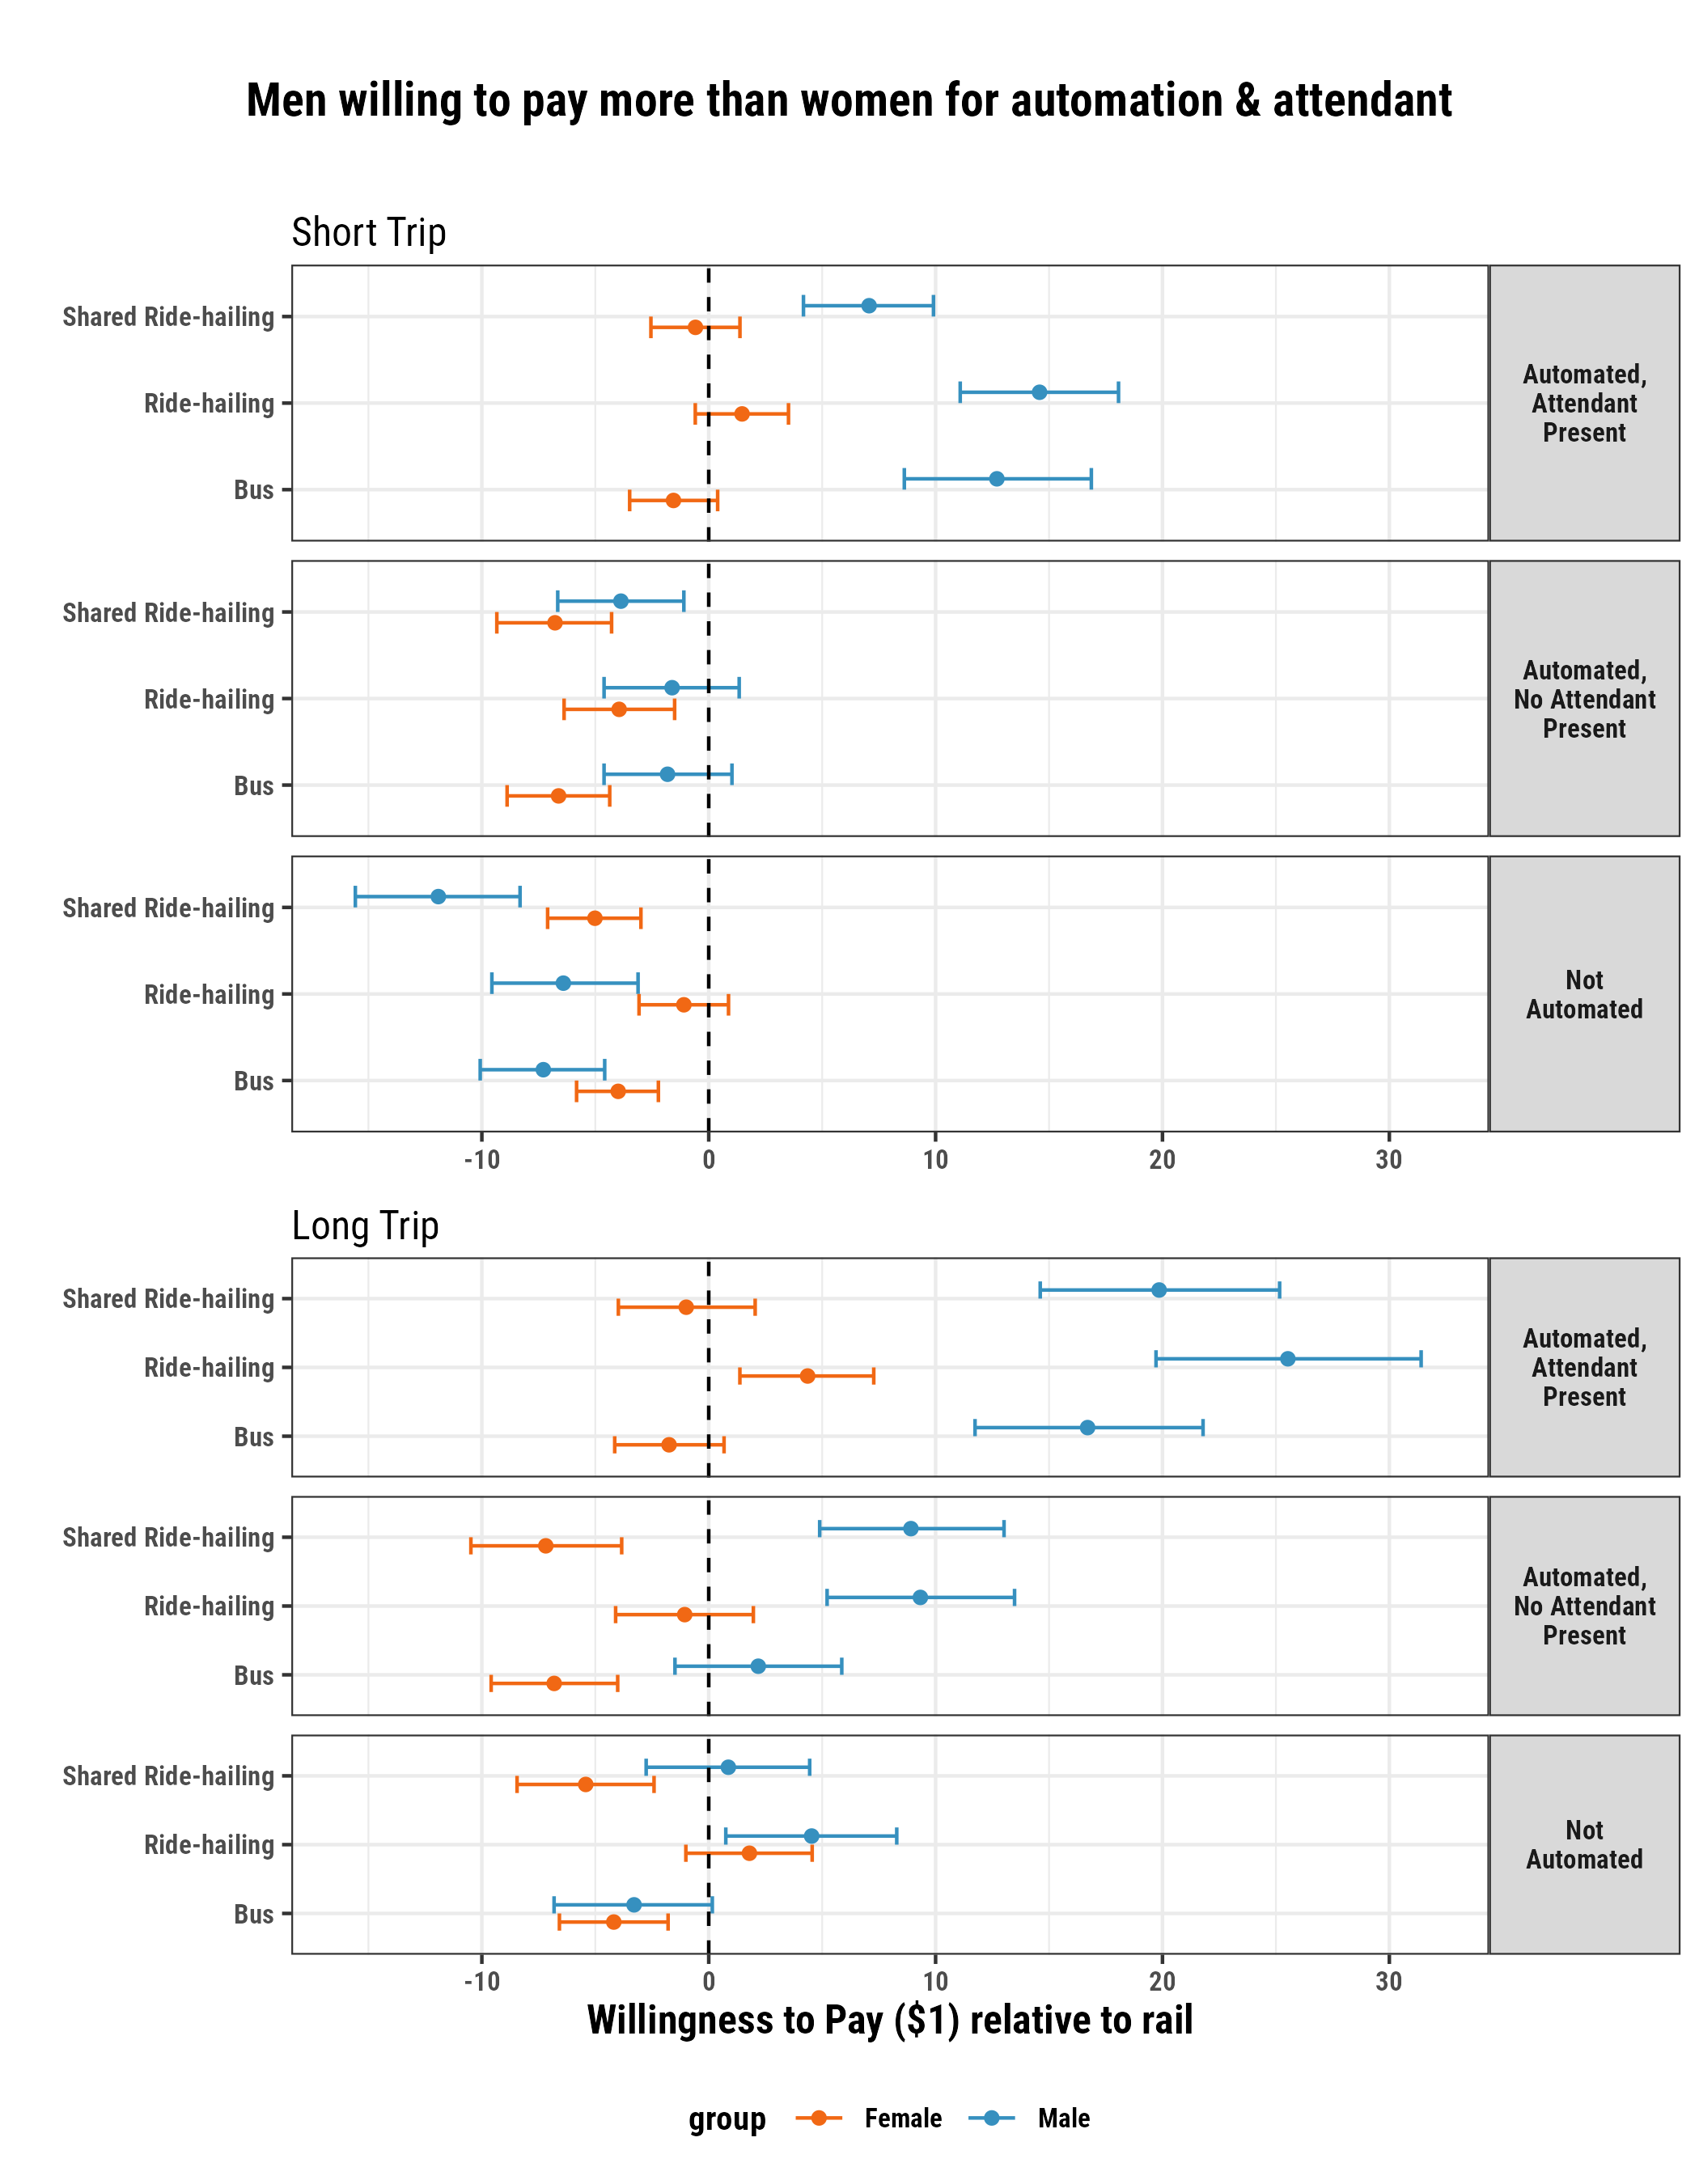 Men willing to pay more than women for automation & attendant
Short Trip
Shared Ride-hailing
Ride-hailing
Bus
Automated,
Attendant
Present
Shared Ride-hailing
Ride-hailing
Bus
Automated,
No Attendant
Present
Shared Ride-hailing
Ride-hailing
Bus
Not
Automated
-10 0 10 20 30
Long Trip
Shared Ride-hailing
Ride-hailing
Bus
Automated,
Attendant
Present
Shared Ride-hailing
Ride-hailing
Bus
Automated,
No Attendant
Present
Shared Ride-hailing
Ride-hailing
Bus
Not
Automated
-10 0 10 20 30
Willingness to Pay ($1) relative to rail
group Female Male